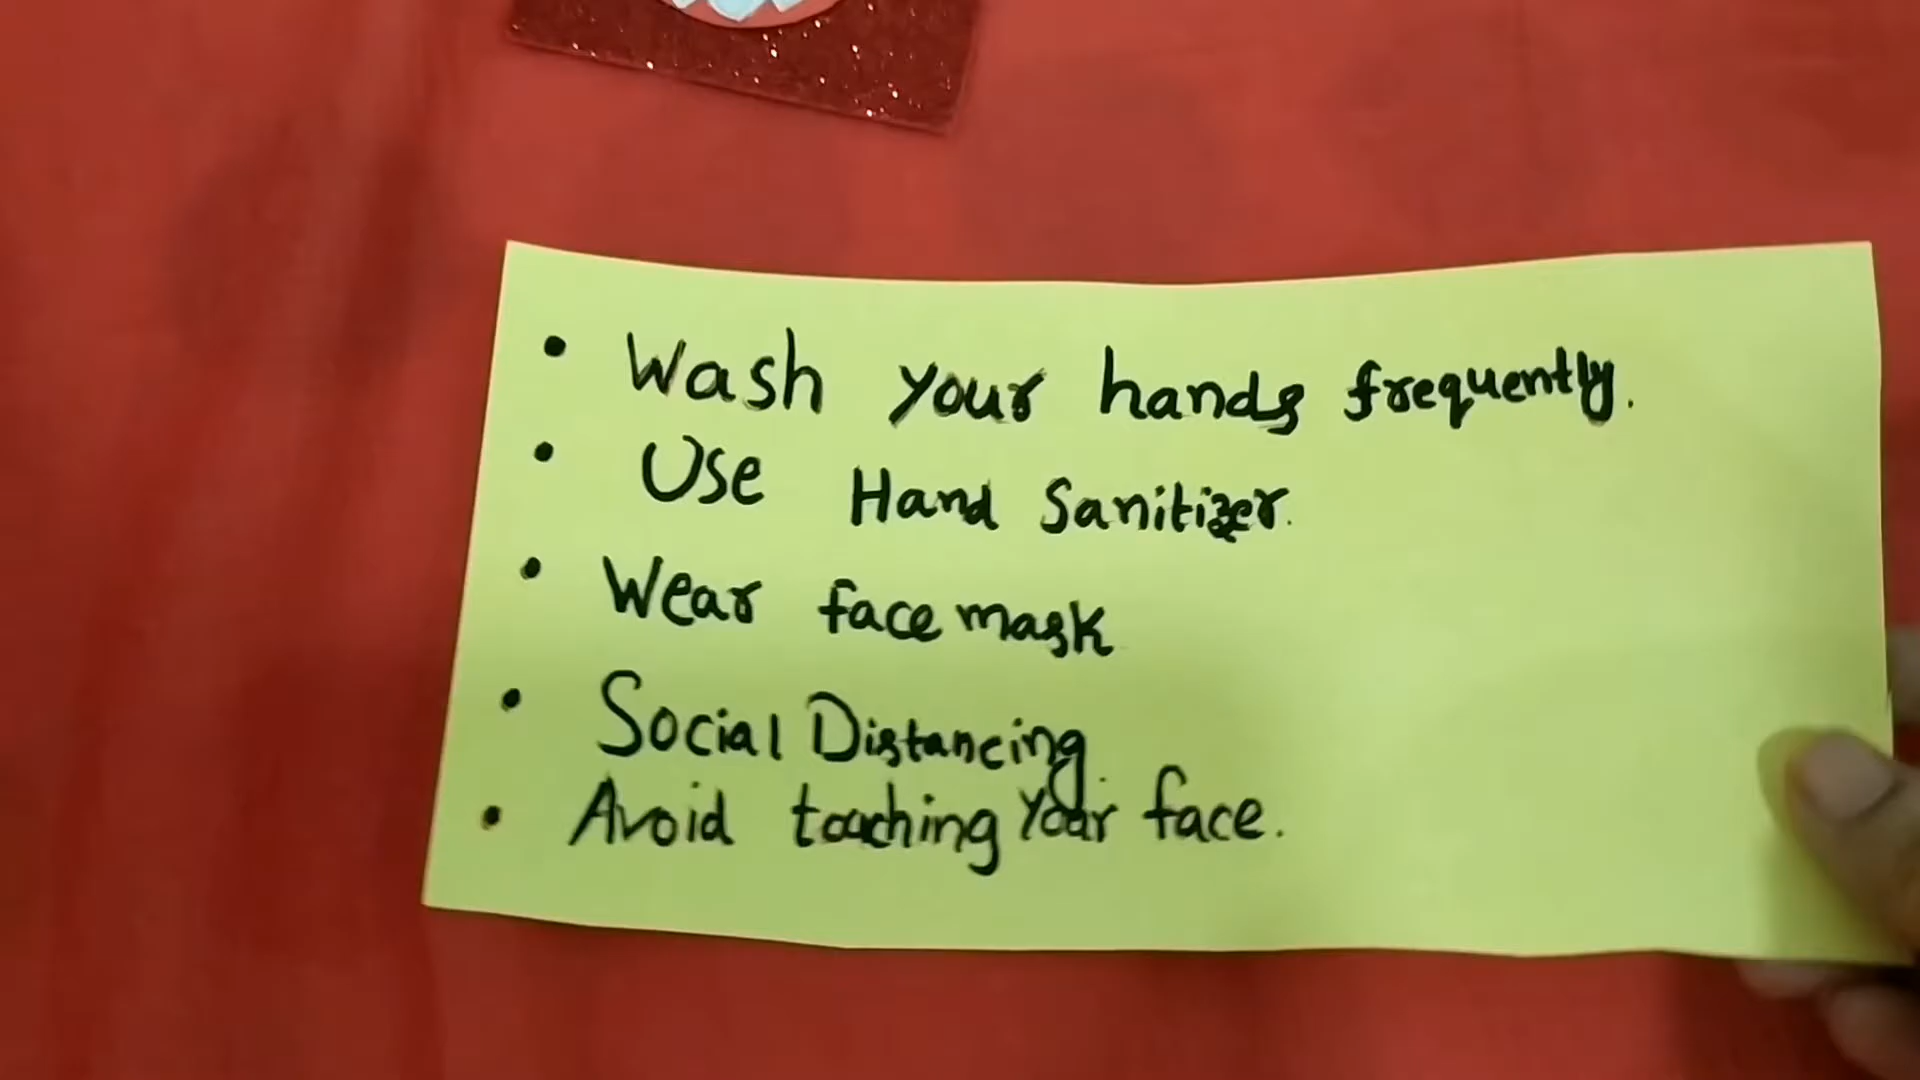 • Wash your hands frequently.
• Use Hand Sanitizer.
• Wear face mask
• Social Distancing.
• Avoid touching your face.